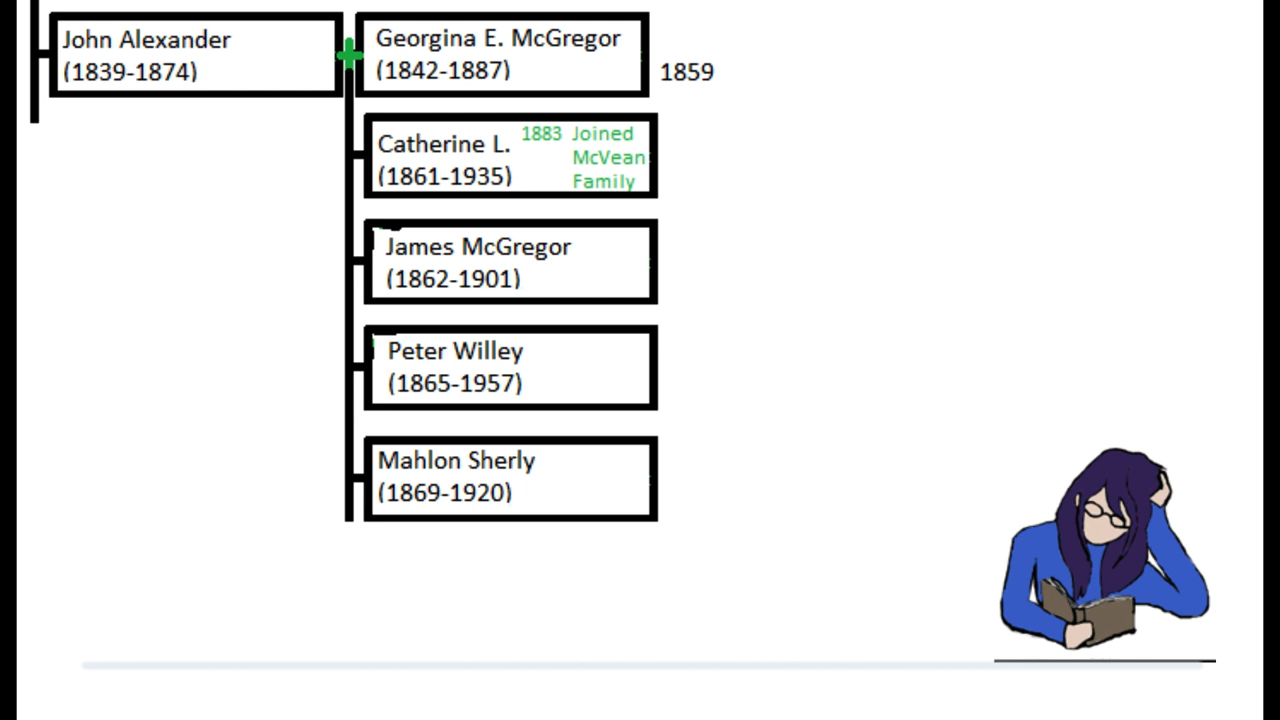 John Alexander
(1839-1874)
Georgina E. McGregor
(1842-1887)
1859
Catherine L.
(1861-1935)
1883 Joined
McVean
Family
James McGregor
(1862-1901)
Peter Willey
(1865-1957)
Mahlon Sherly
(1869-1920)